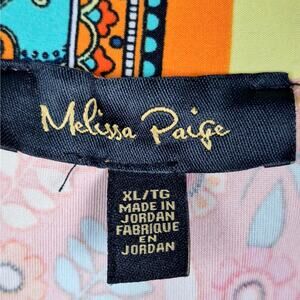 Melissa Paige
XL/TG
MADE IN
JORDAN
FABRIQUE
EN
JORDAN